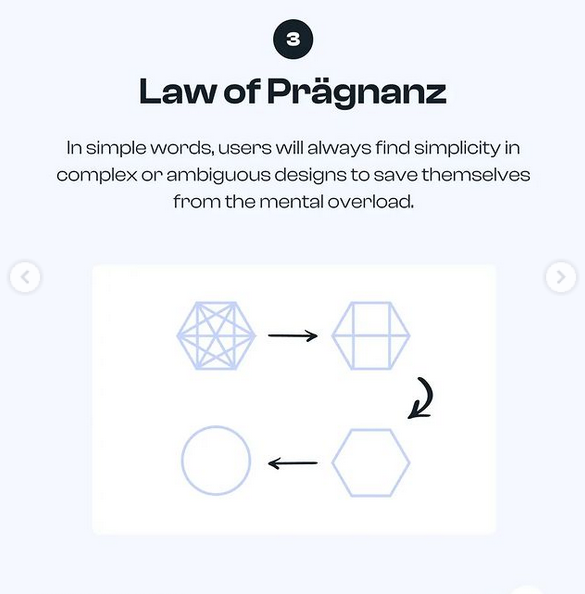 3
Law of Prägnanz
In simple words, users will always find simplicity in
complex or ambiguous designs to save themselves
from the mental overload.